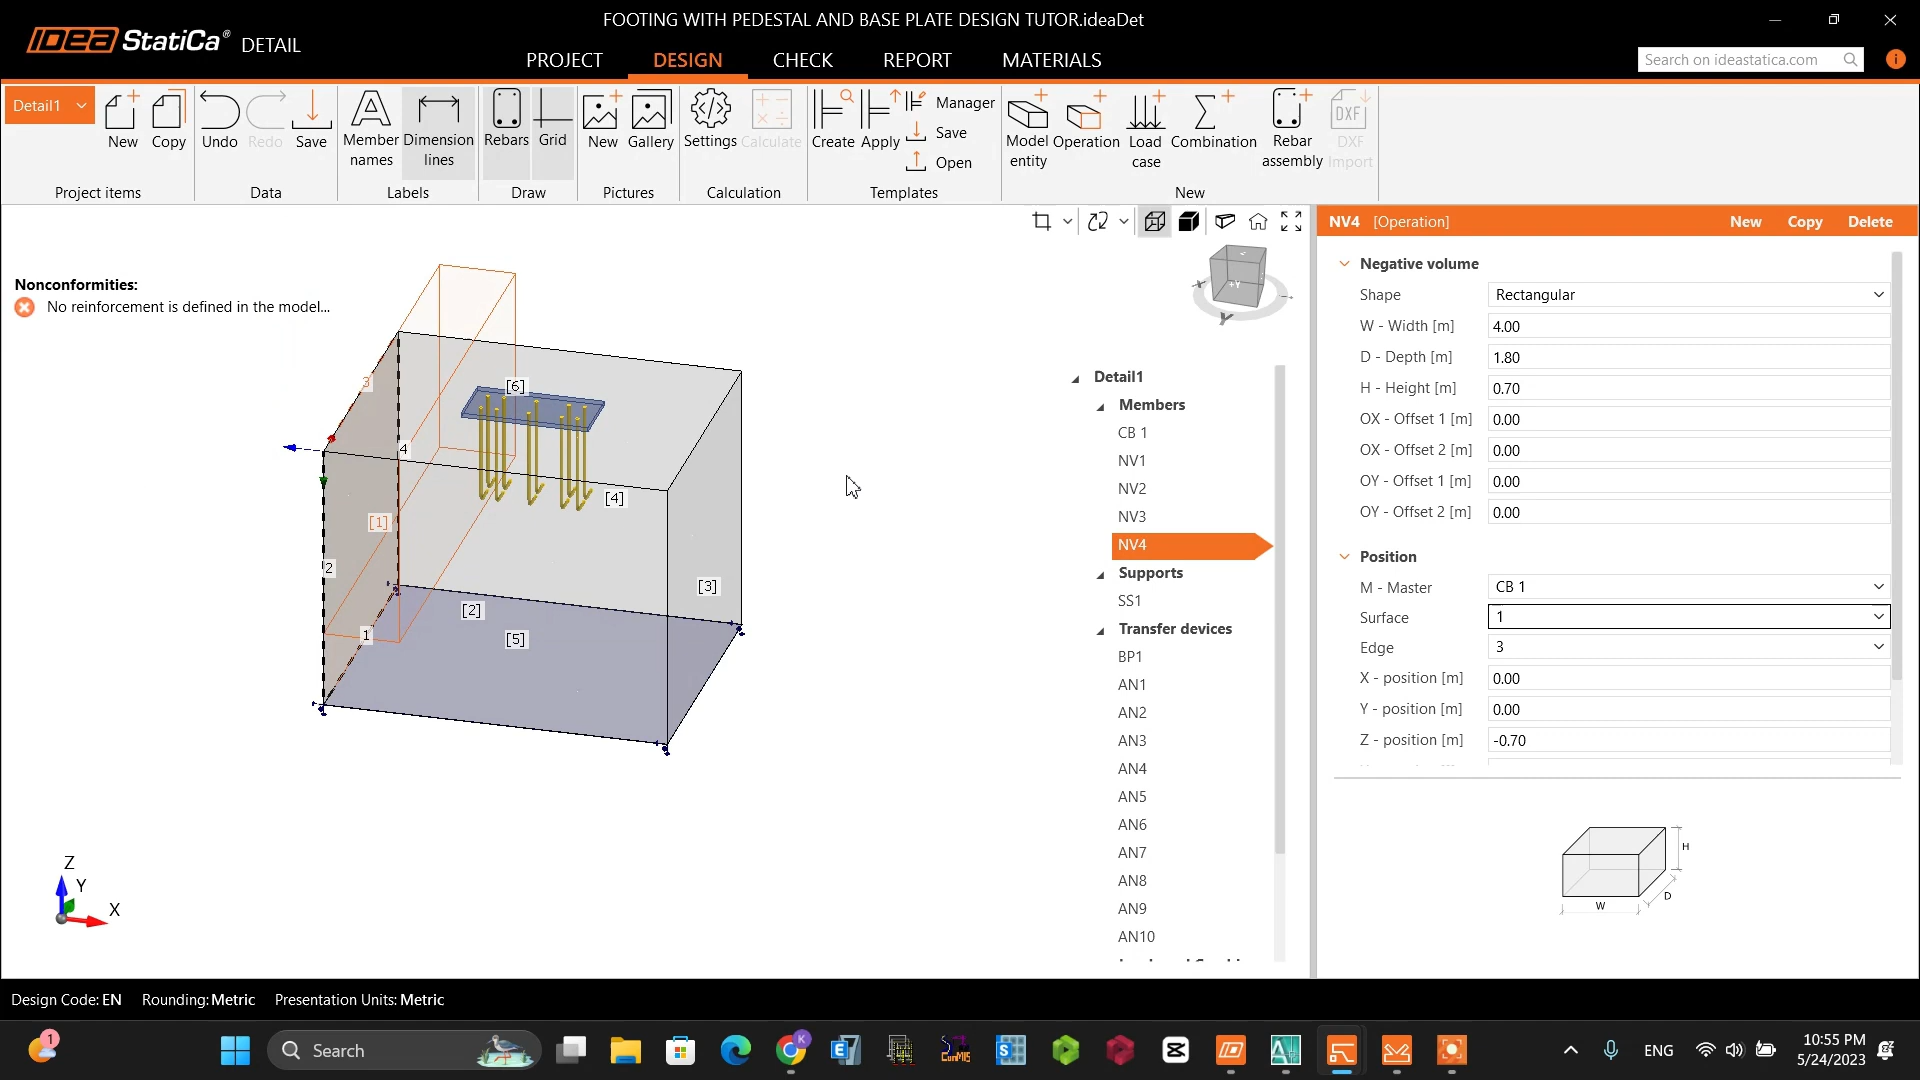 FOOTING WITH PEDESTAL AND BASE PLATE DESIGN TUTOR.ideaDet
IDEA StatiCa® DETAIL
PROJECT DESIGN CHECK REPORT MATERIALS
Search on ideastatica.com
Detail1
New
Copy
Project items
Undo
Redo
Save
Data
Member names
Dimension lines
Labels
Rebars
Grid
Draw
New
Gallery
Pictures
Settings
Calculate
Calculation
Create
Apply
Manager
Save
Open
Templates
Model entity
Operation
Load case
Combination
Rebar assembly
DXF
DXF Import
New
Nonconformities:
No reinforcement is defined in the model...
3
[6]
4
[4]
[1]
2
[3]
[2]
1
[5]
+Y
Y
Z
Y
X
Detail1
Members
CB 1
NV1
NV2
NV3
NV4
Supports
SS1
Transfer devices
BP1
AN1
AN2
AN3
AN4
AN5
AN6
AN7
AN8
AN9
AN10
NV4 [Operation] New Copy Delete
Negative volume
Shape Rectangular
W - Width [m] 4.00
D - Depth [m] 1.80
H - Height [m] 0.70
OX - Offset 1 [m] 0.00
OX - Offset 2 [m] 0.00
OY - Offset 1 [m] 0.00
OY - Offset 2 [m] 0.00
Position
M - Master CB 1
Surface 1
Edge 3
X - position [m] 0.00
Y - position [m] 0.00
Z - position [m] -0.70
H
D
W
Design Code: EN Rounding: Metric Presentation Units: Metric
1
Search
K
ENG
10:55 PM
5/24/2023